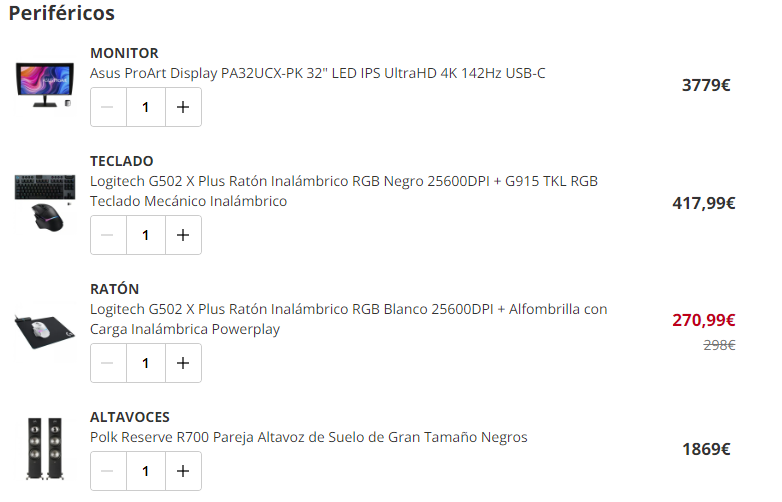 Periféricos
MONITOR
Asus ProArt Display PA32UCX-PK 32" LED IPS UltraHD 4K 142Hz USB-C
3779€
— 1 +
TECLADO
Logitech G502 X Plus Ratón Inalámbrico RGB Negro 25600DPI + G915 TKL RGB
Teclado Mecánico Inalámbrico
417,99€
— 1 +
RATÓN
Logitech G502 X Plus Ratón Inalámbrico RGB Blanco 25600DPI + Alfombrilla con
Carga Inalámbrica Powerplay
270,99€
298€
— 1 +
ALTAVOCES
Polk Reserve R700 Pareja Altavoz de Suelo de Gran Tamaño Negros
1869€
— 1 +